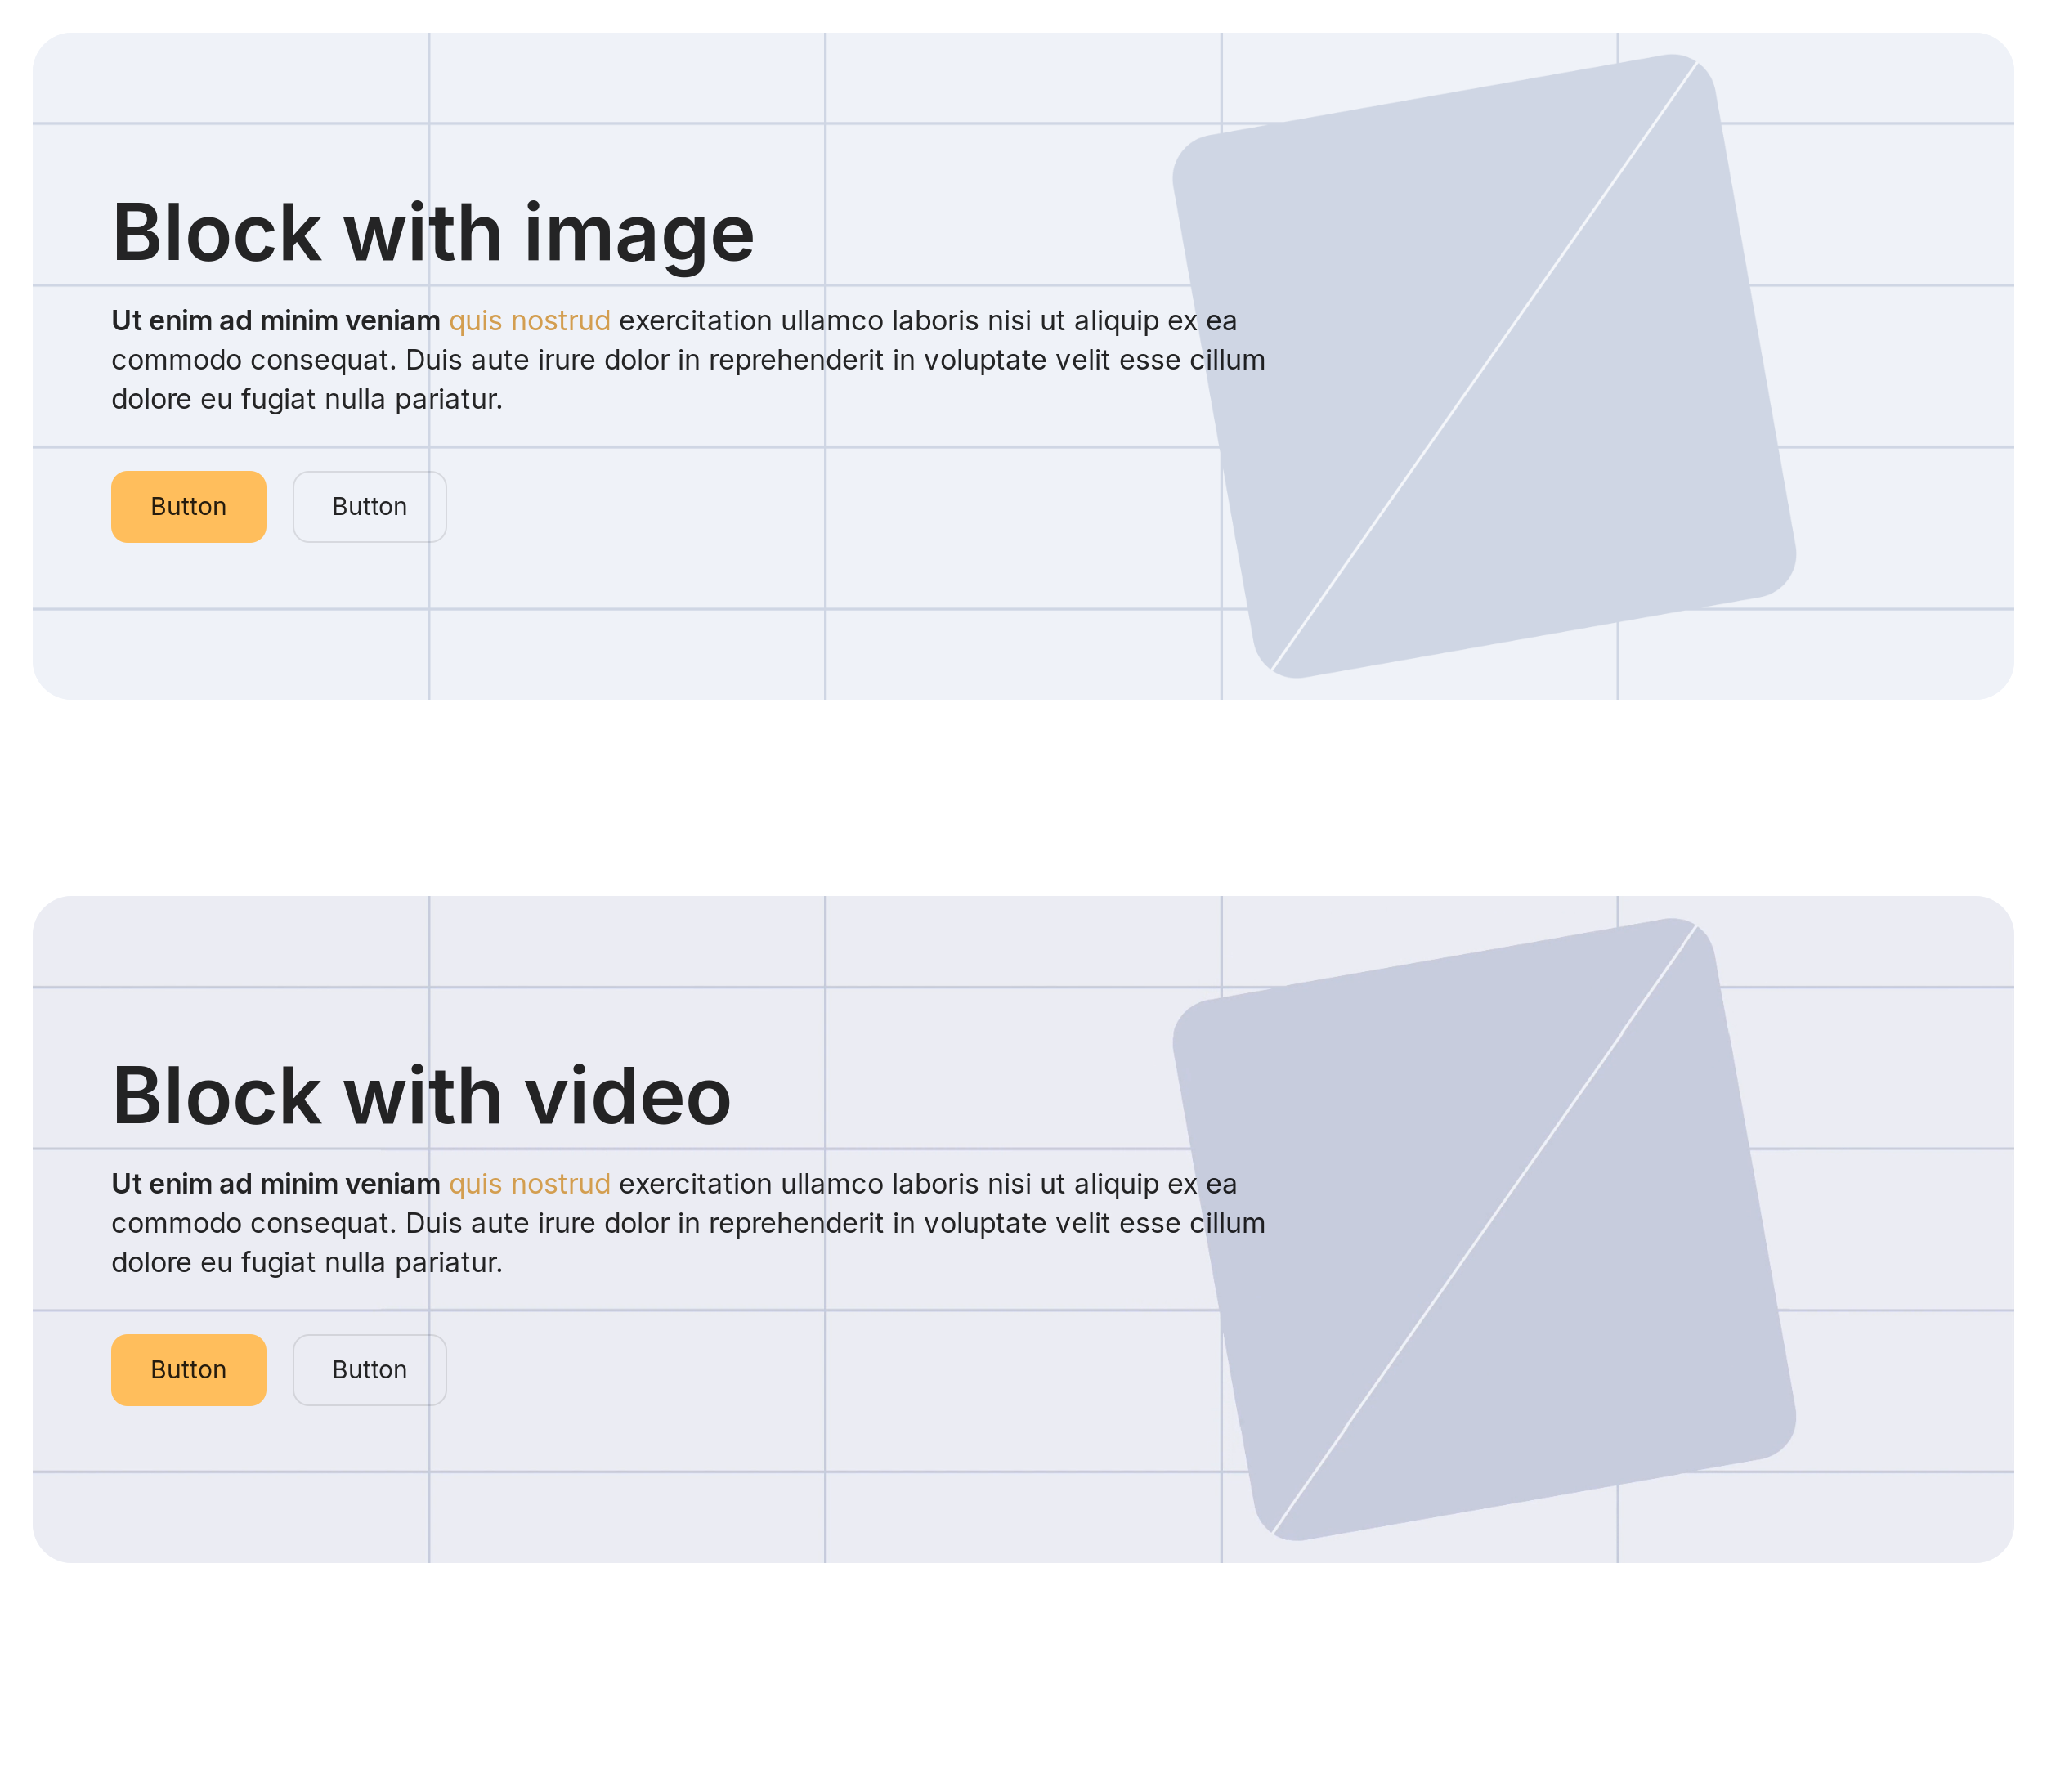 Block with image
Ut enim ad minim veniam quis nostrud exercitation ullamco laboris nisi ut aliquip ex ea
commodo consequat. Duis aute irure dolor in reprehenderit in voluptate velit esse cillum
dolore eu fugiat nulla pariatur.
Button Button
Block with video
Ut enim ad minim veniam quis nostrud exercitation ullamco laboris nisi ut aliquip ex ea
commodo consequat. Duis aute irure dolor in reprehenderit in voluptate velit esse cillum
dolore eu fugiat nulla pariatur.
Button Button